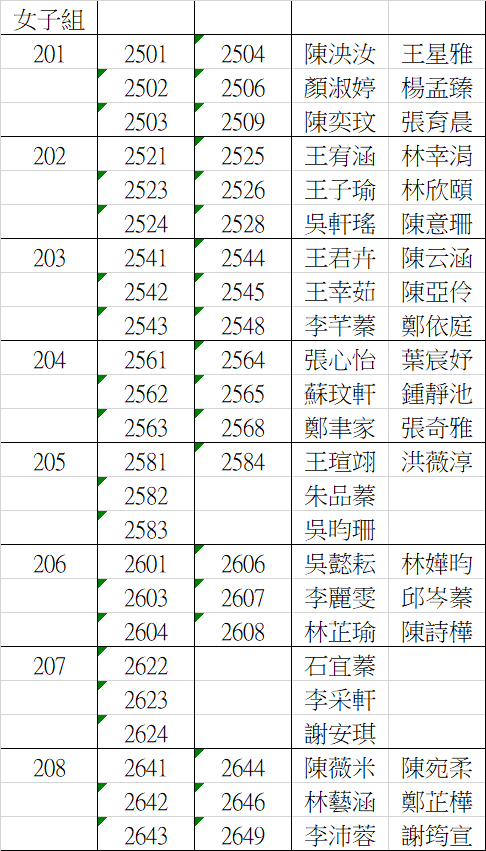 女子組
201 2501 2504 陳泱汝 王星雅
2502 2506 顏淑婷 楊孟臻
2503 2509 陳奕玟 張育晨
202 2521 2525 王宥涵 林幸涓
2523 2526 王子瑜 林欣頤
2524 2528 吳軒瑤 陳意珊
203 2541 2544 王君卉 陳云涵
2542 2545 王幸茹 陳亞伶
2543 2548 李芊蓁 鄭依庭
204 2561 2564 張心怡 葉宸妤
2562 2565 蘇玟軒 鍾靜池
2563 2568 鄭聿家 張奇雅
205 2581 2584 王瑄翊 洪薇淳
2582 朱品蓁
2583 吳昀珊
206 2601 2606 吳懿耘 林嬅昀
2603 2607 李麗雯 邱岑蓁
2604 2608 林芷瑜 陳詩樺
207 2622 石宜蓁
2623 李采軒
2624 謝安琪
208 2641 2644 陳薇米 陳宛柔
2642 2646 林藝涵 鄭芷樺
2643 2649 李沛蓉 謝筠宣